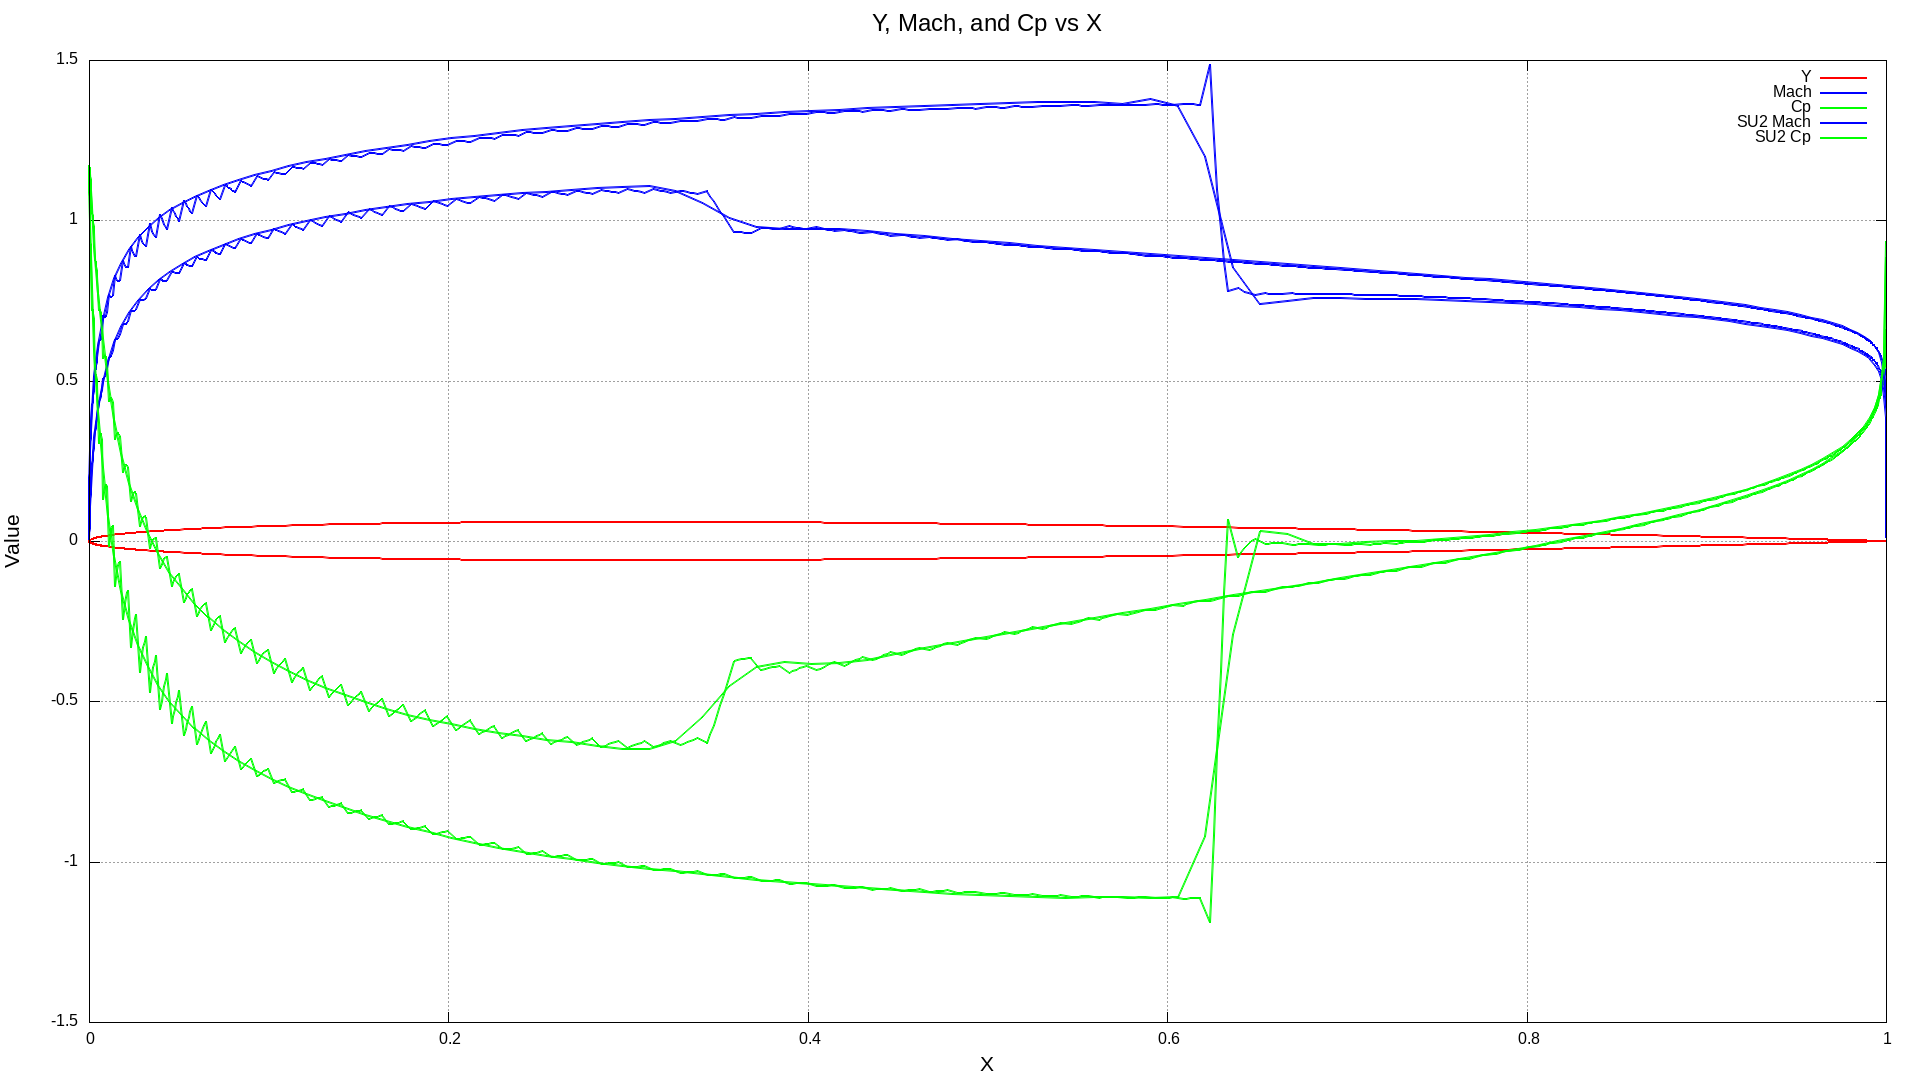 Y, Mach, and Cp vs X
1.5
1
0.5
0
-0.5
-1
-1.5
Value
Y
Mach
Cp
SU2 Mach
SU2 Cp
0 0.2 0.4 0.6 0.8 1
X